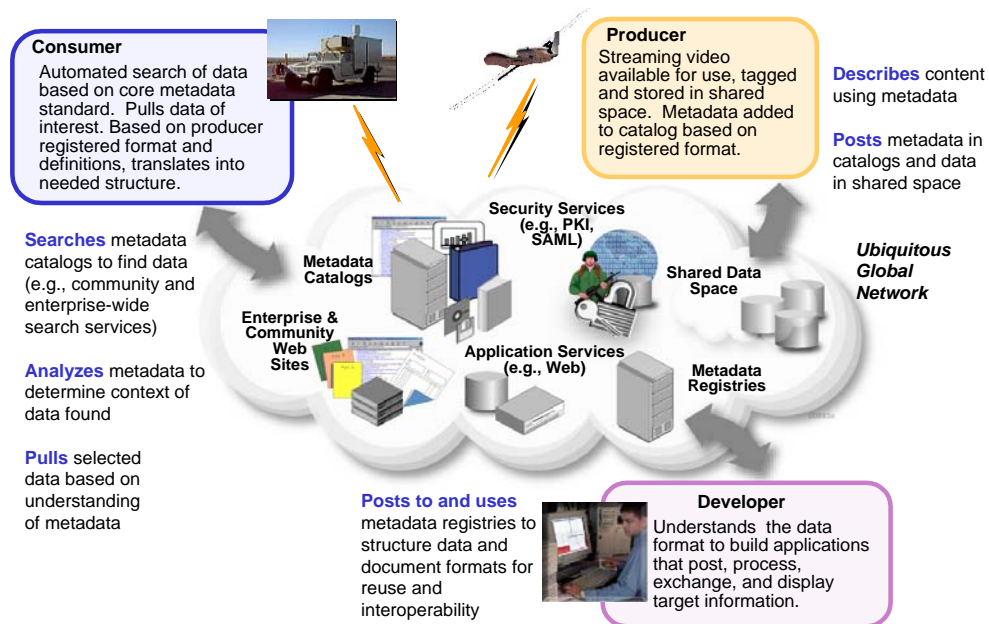 Consumer
Automated search of data
based on core metadata
standard.  Pulls data of
interest. Based on producer
registered format and
definitions, translates into
needed structure.
Producer
Streaming video
available for use, tagged
and stored in shared
space.  Metadata added
to catalog based on
registered format.
Describes content
using metadata
Posts metadata in
catalogs and data
in shared space
Searches metadata
catalogs to find data
(e.g., community and
enterprise-wide
search services)
Analyzes metadata to
determine context of
data found
Pulls selected
data based on
understanding
of metadata
Metadata
Catalogs
Security Services
(e.g., PKI,
SAML)
Shared Data
Space
Ubiquitous
Global
Network
Enterprise &
Community
Web
Sites
Application Services
(e.g., Web)
Metadata
Registries
Posts to and uses
metadata registries to
structure data and
document formats for
reuse and
interoperability
Developer
Understands  the data
format to build applications
that post, process,
exchange, and display
target information.